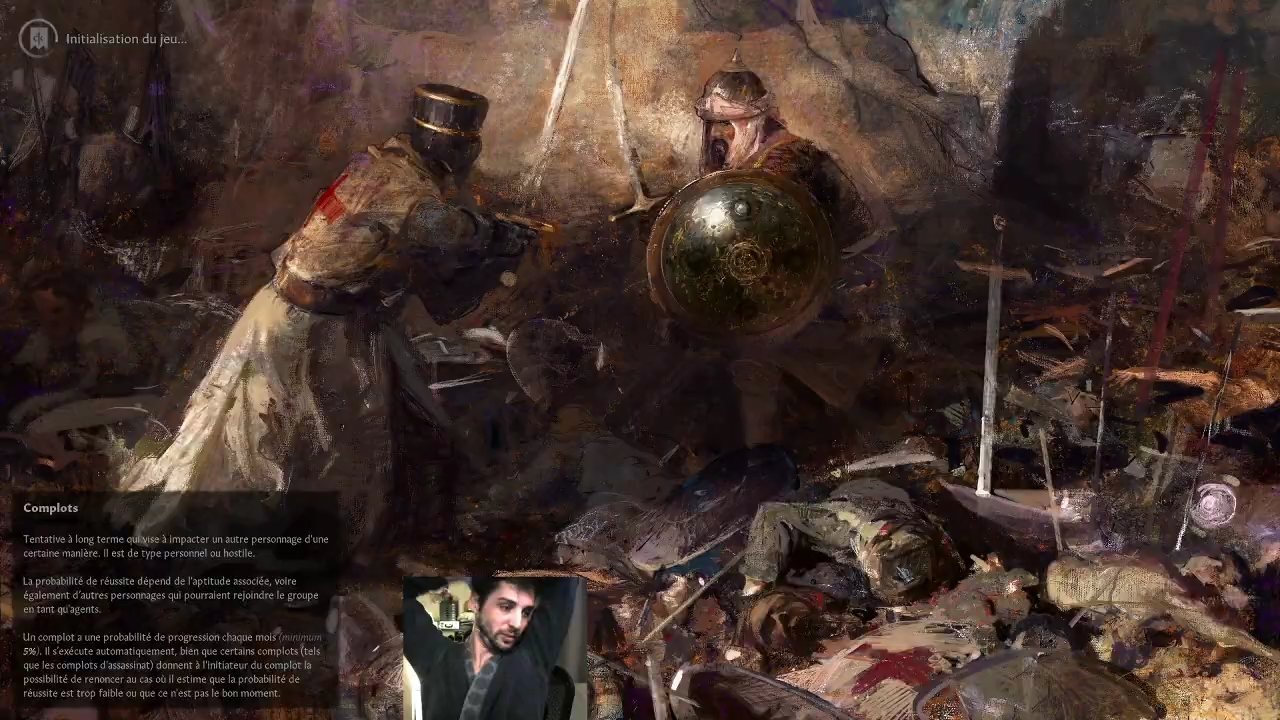 Initialisation du jeu...
Complots
Tentative à long terme qui vise à impacter un autre personnage d'une
certaine manière. Il est de type personnel ou hostile.
La probabilité de réussite dépend de l'aptitude associée, voire
également d'autres personnages qui pourraient rejoindre le groupe
en tant qu'agents.
Un complot a une probabilité de progression chaque mois (minimum
5%). Il s'exécute automatiquement, bien que certains complots (tels
que les complots d'assassinat) donnent à l'initiateur du complot la
possibilité de renoncer au cas où il estime que la probabilité de
réussite est trop faible ou que ce n'est pas le bon moment.